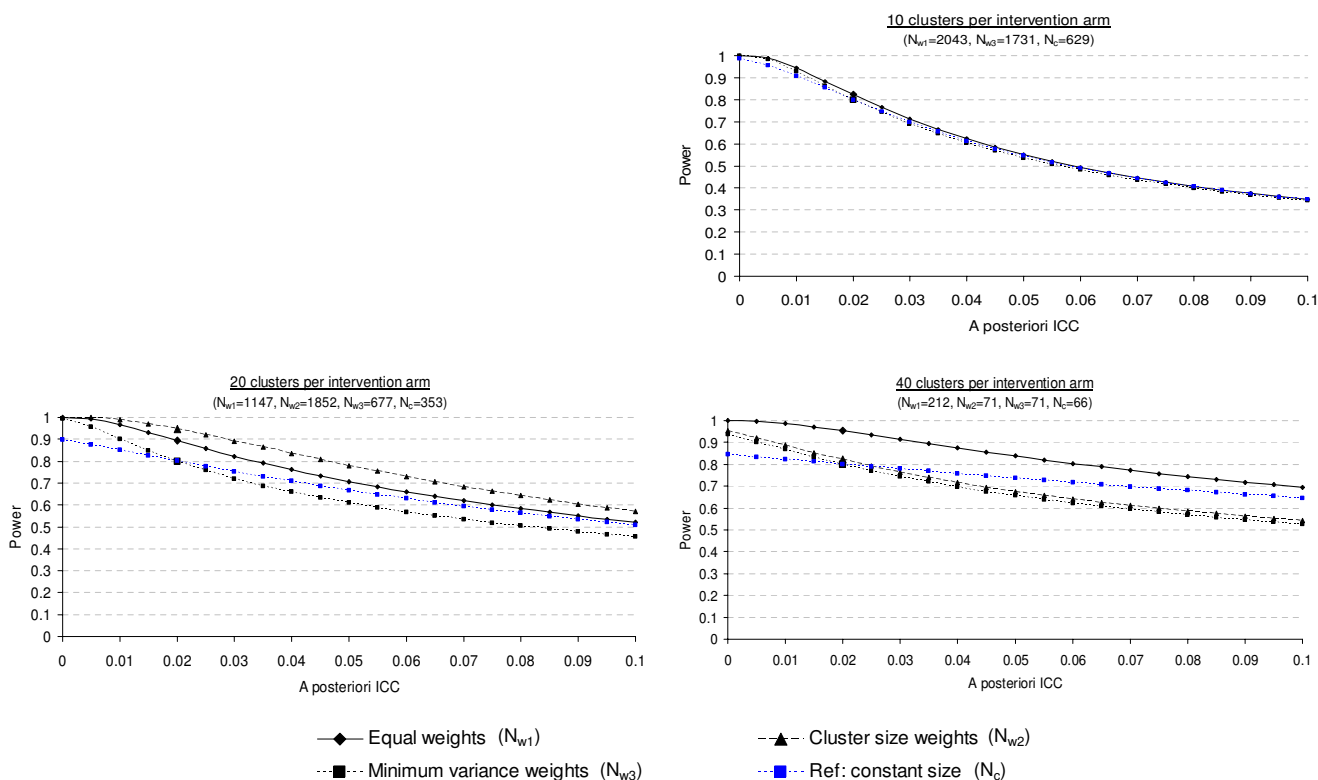 10 clusters per intervention arm
(Nw1=2043, Nw3=1731, Nc=629)
1
0.9
0.8
0.7
0.6
0.5
0.4
0.3
0.2
0.1
0
Power
0 0.01 0.02 0.03 0.04 0.05 0.06 0.07 0.08 0.09 0.1
A posteriori ICC
20 clusters per intervention arm
(Nw1=1147, Nw2=1852, Nw3=677, Nc=353)
1
0.9
0.8
0.7
0.6
0.5
0.4
0.3
0.2
0.1
0
Power
0 0.01 0.02 0.03 0.04 0.05 0.06 0.07 0.08 0.09 0.1
A posteriori ICC
40 clusters per intervention arm
(Nw1=212, Nw2=71, Nw3=71, Nc=66)
1
0.9
0.8
0.7
0.6
0.5
0.4
0.3
0.2
0.1
0
Power
0 0.01 0.02 0.03 0.04 0.05 0.06 0.07 0.08 0.09 0.1
A posteriori ICC
Equal weights (Nw1)
Cluster size weights (Nw2)
Minimum variance weights (Nw3)
Ref: constant size (Nc)